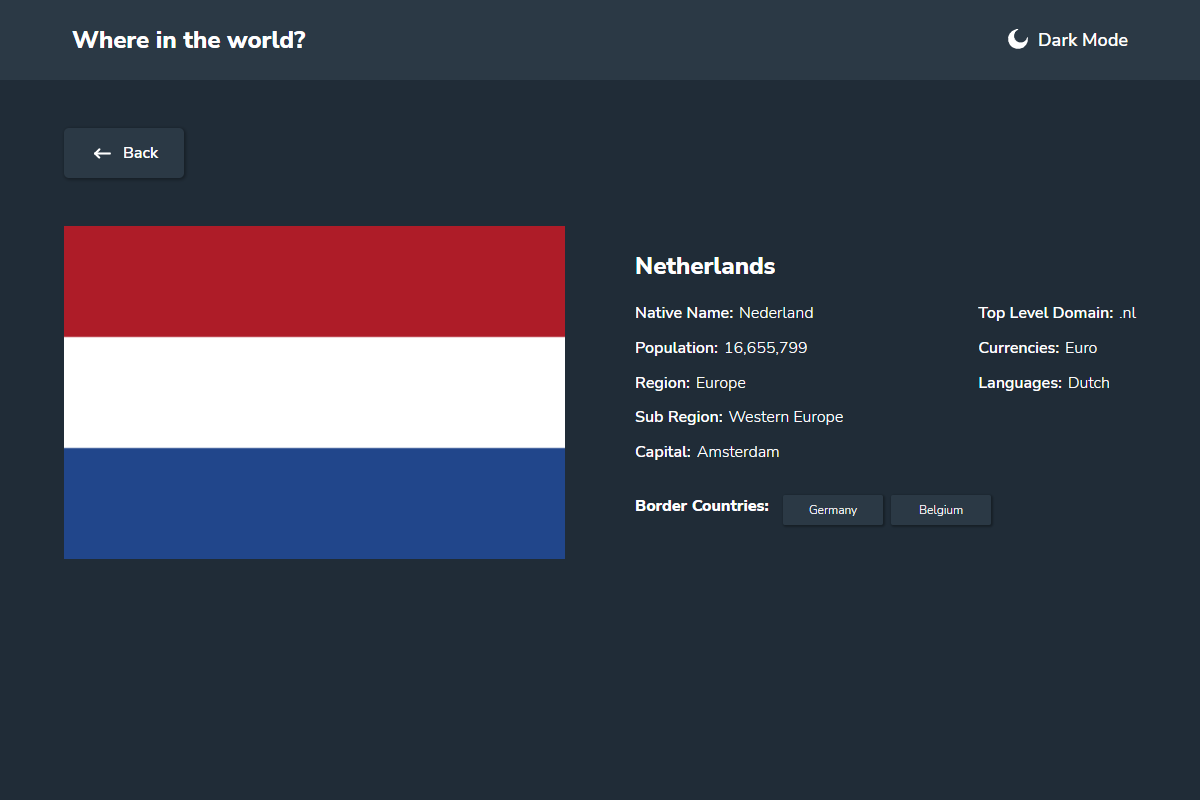 Where in the world?
Dark Mode
Back
Netherlands
Native Name: Nederland
Population: 16,655,799
Region: Europe
Sub Region: Western Europe
Capital: Amsterdam
Top Level Domain: .nl
Currencies: Euro
Languages: Dutch
Border Countries: Germany Belgium